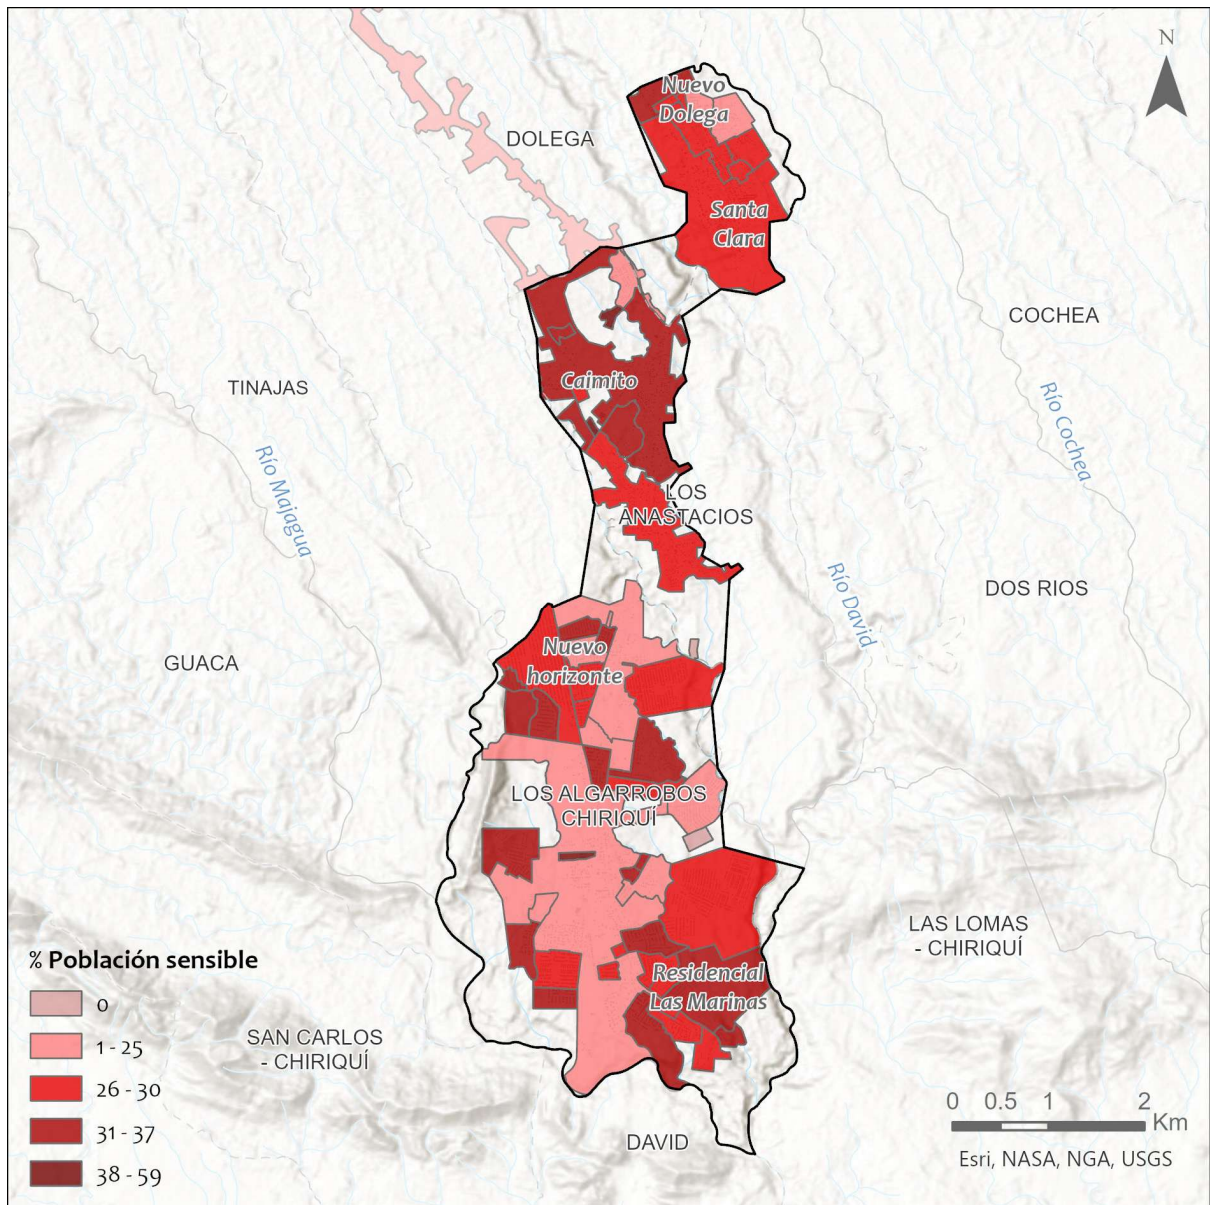 N
Nuevo
Dolega
DOLEGA
Santa
Clara
COCHEA
TINAJAS
Caimito
Río Cochea
Río Majagua
LOS
ANASTACIOS
Río David
DOS RIOS
GUACA
Nuevo
horizonte
LOS ALGARROBOS
CHIRIQUÍ
LAS LOMAS
- CHIRIQUÍ
Residencial
Las Marinas
% Población sensible
0
1 - 25
26 - 30
31 - 37
38 - 59
SAN CARLOS
- CHIRIQUÍ
DAVID
0 0.5 1 2
Km
Esri, NASA, NGA, USGS